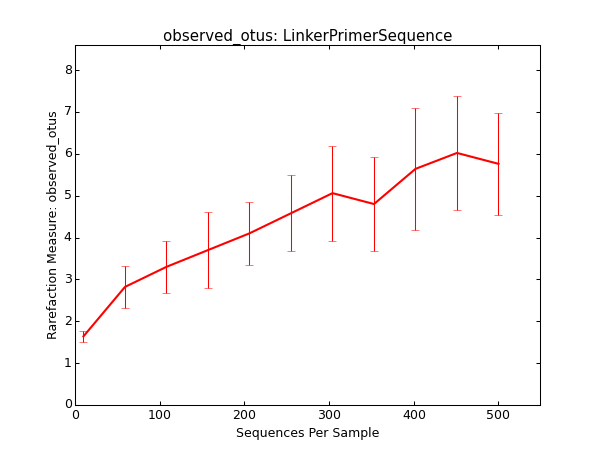 observed_otus: LinkerPrimerSequence
Rarefaction Measure: observed_otus
8
7
6
5
4
3
2
1
0
0 100 200 300 400 500
Sequences Per Sample